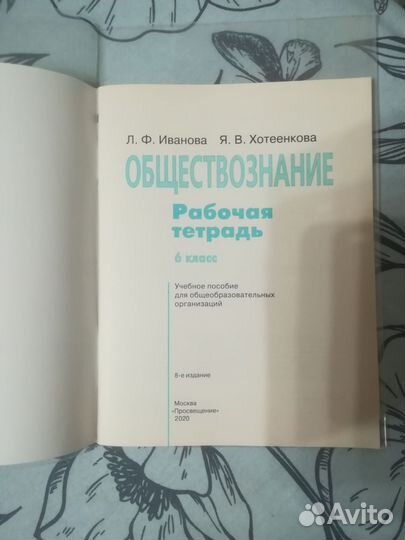 Л. Ф. Иванова Я. В. Хотеенкова
ОБЩЕСТВОЗНАНИЕ
Рабочая
тетрадь
6 класс
Учебное пособие
для общеобразовательных
организаций
8-е издание
Москва
«Просвещение»
2020
Avito